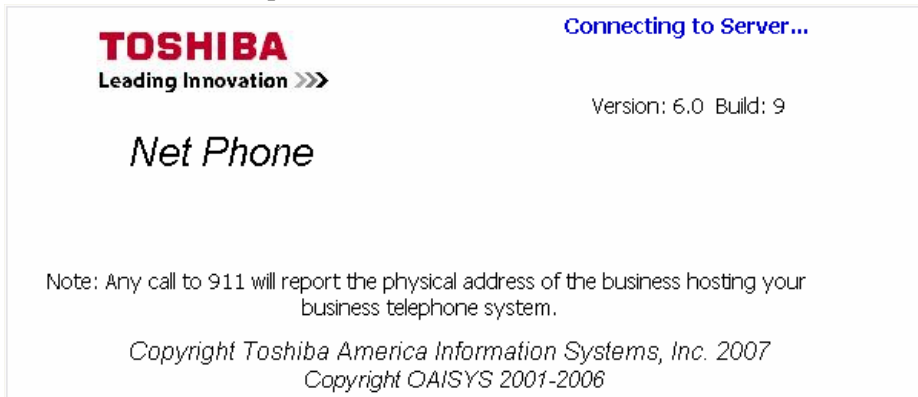 Connecting to Server...
TOSHIBA
Leading Innovation >>>
Version: 6.0 Build: 9
Net Phone
Note: Any call to 911 will report the physical address of the business hosting your
business telephone system.
Copyright Toshiba America Information Systems, Inc. 2007
Copyright OAISYS 2001-2006